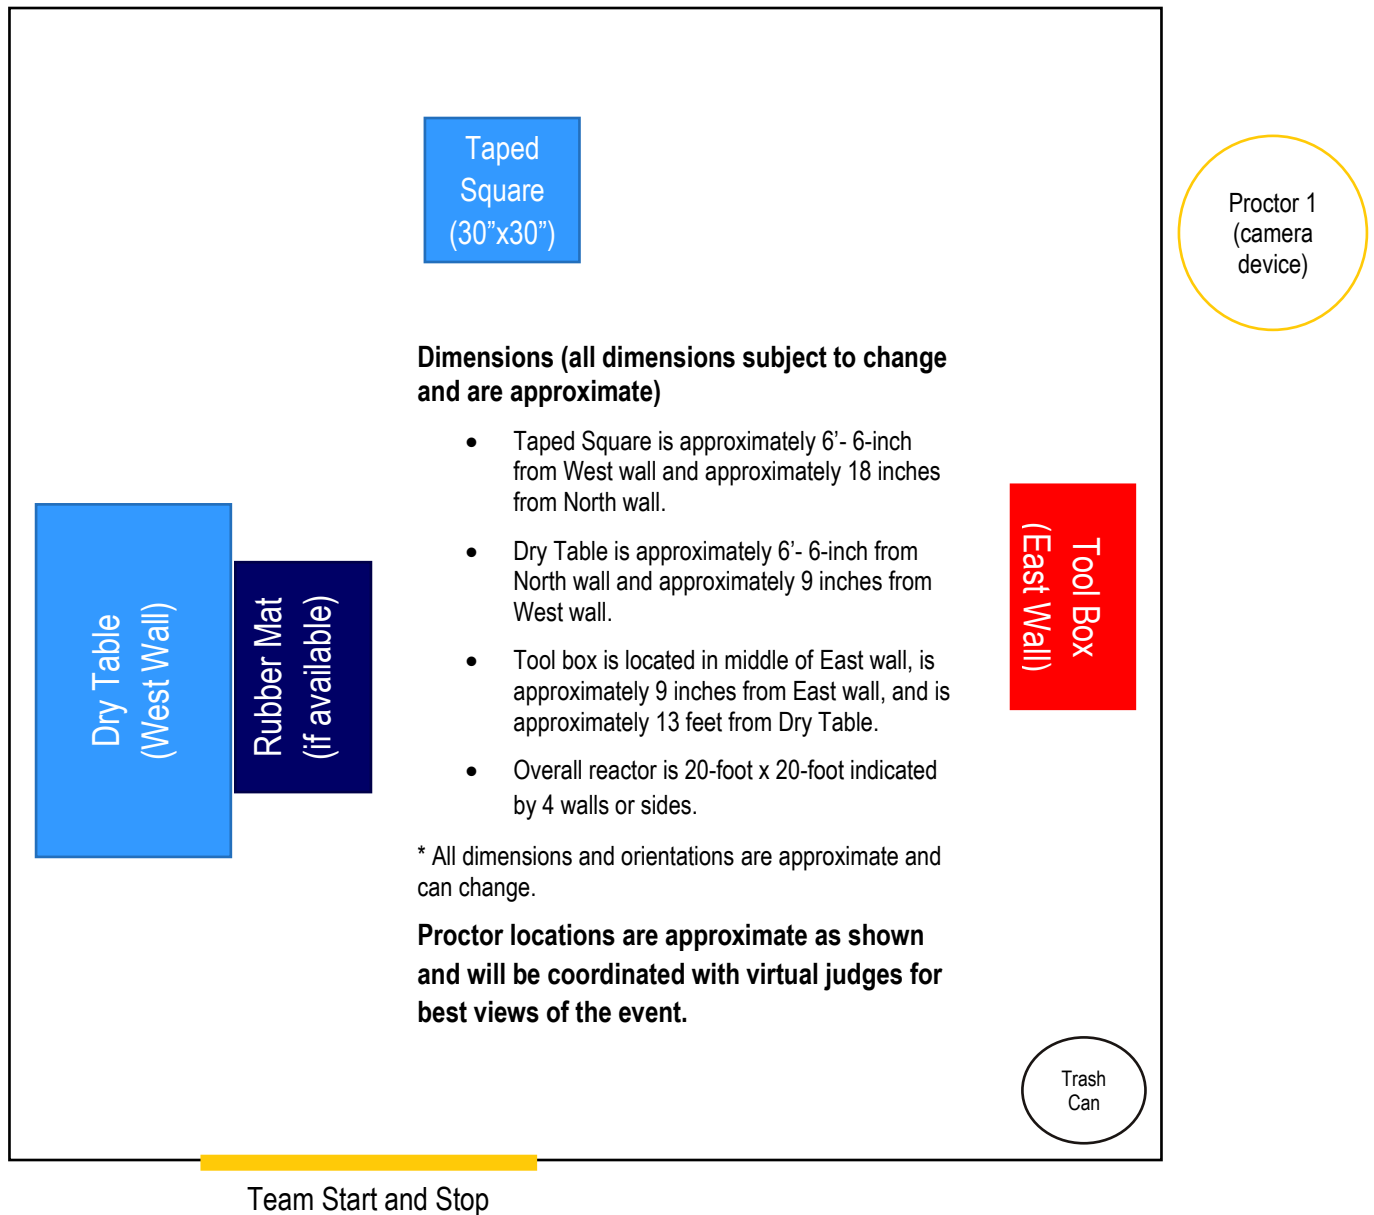 Taped
Square
(30”x30”)
Proctor 1
(camera
device)
Dimensions (all dimensions subject to change
and are approximate)
• Taped Square is approximately 6’- 6-inch
from West wall and approximately 18 inches
from North wall.
• Dry Table is approximately 6’- 6-inch from
North wall and approximately 9 inches from
West wall.
• Tool box is located in middle of East wall, is
approximately 9 inches from East wall, and is
approximately 13 feet from Dry Table.
• Overall reactor is 20-foot x 20-foot indicated
by 4 walls or sides.
* All dimensions and orientations are approximate and
can change.
Proctor locations are approximate as shown
and will be coordinated with virtual judges for
best views of the event.
Dry Table
(West Wall)
Rubber Mat
(if available)
Tool Box
(East Wall)
Trash
Can
Team Start and Stop